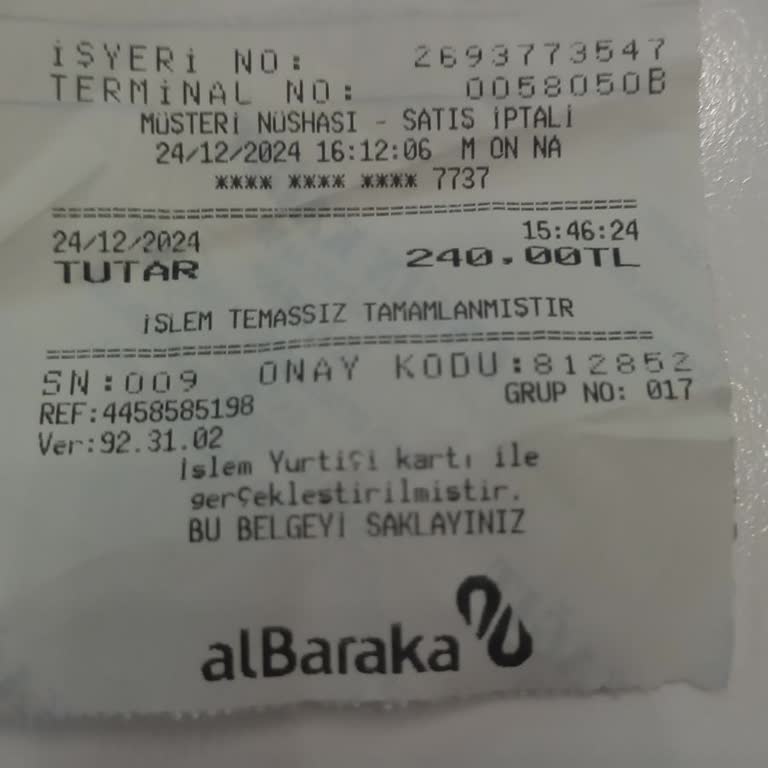 İŞYERİ NO: 2693773547
TERMİNAL NO: 0058050B
MÜSTERİ NÜSHASI - SATIS İPTALİ
24/12/2024 16:12:06 M ON NA
**** **** **** 7737
24/12/2024 15:46:24
TUTAR 240.00TL
İSLEM TEMASSIZ TAMAMLANMISTIR
SN:009 ONAY KODU:812852
GRUP NO: 017
REF:4458585198
Ver:92.31.02
İslem Yurtiçi kartı ile
gerçeklestirilmistir.
BU BELGEYİ SAKLAYINIZ
alBaraka